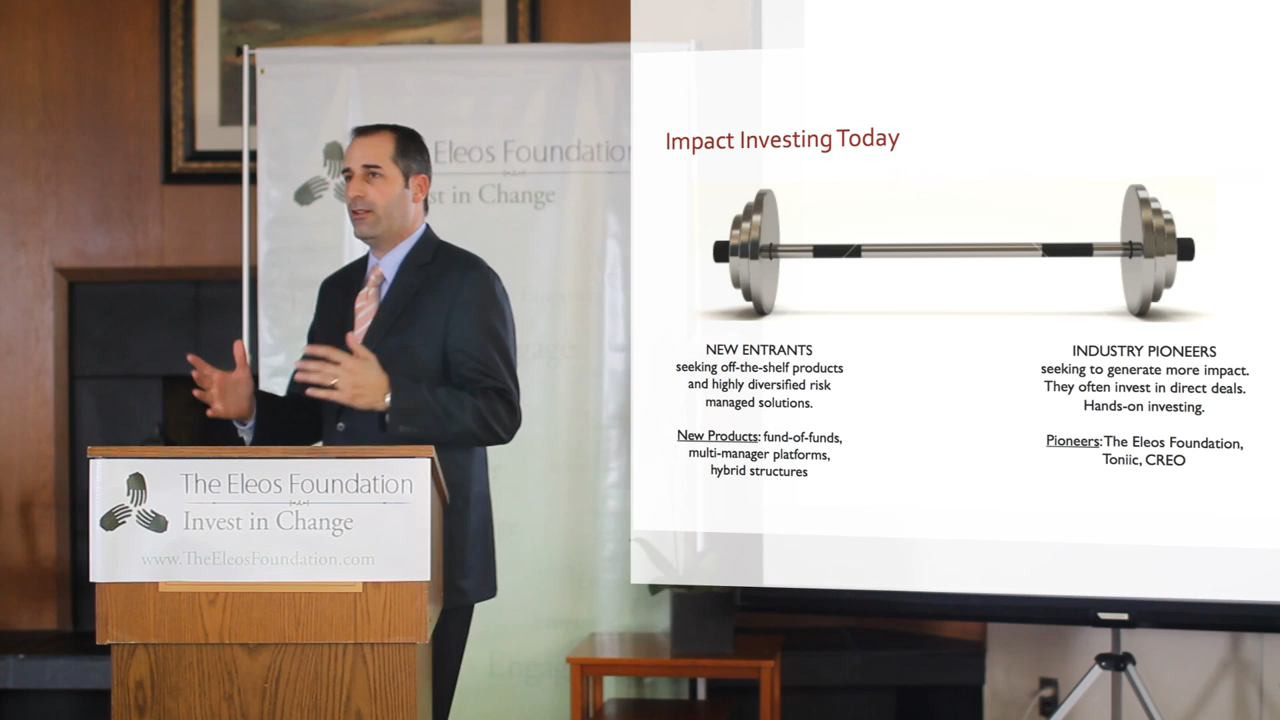 Eleos Foundation
Invest in Change
The Eleos Foundation
Invest in Change
www.TheEleosFoundation.com
Impact Investing Today
NEW ENTRANTS
seeking off-the-shelf products
and highly diversified risk
managed solutions.
New Products: fund-of-funds,
multi-manager platforms,
hybrid structures
INDUSTRY PIONEERS
seeking to generate more impact.
They often invest in direct deals.
Hands-on investing.
Pioneers: The Eleos Foundation,
Toniic, CREO